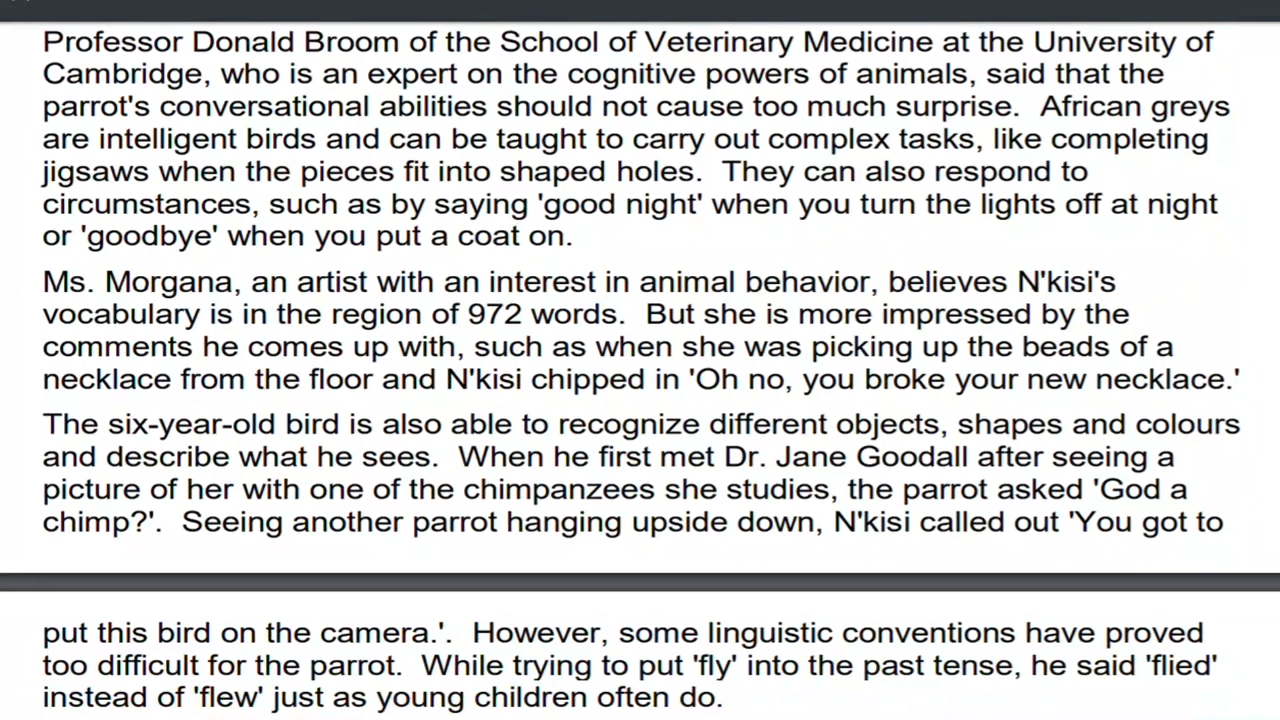 Professor Donald Broom of the School of Veterinary Medicine at the University of
Cambridge, who is an expert on the cognitive powers of animals, said that the
parrot's conversational abilities should not cause too much surprise.  African greys
are intelligent birds and can be taught to carry out complex tasks, like completing
jigsaws when the pieces fit into shaped holes.  They can also respond to
circumstances, such as by saying 'good night' when you turn the lights off at night
or 'goodbye' when you put a coat on.
Ms. Morgana, an artist with an interest in animal behavior, believes N'kisi's
vocabulary is in the region of 972 words.  But she is more impressed by the
comments he comes up with, such as when she was picking up the beads of a
necklace from the floor and N'kisi chipped in 'Oh no, you broke your new necklace.'
The six-year-old bird is also able to recognize different objects, shapes and colours
and describe what he sees.  When he first met Dr. Jane Goodall after seeing a
picture of her with one of the chimpanzees she studies, the parrot asked 'God a
chimp?'.  Seeing another parrot hanging upside down, N'kisi called out 'You got to
put this bird on the camera.'.  However, some linguistic conventions have proved
too difficult for the parrot.  While trying to put 'fly' into the past tense, he said 'flied'
instead of 'flew' just as young children often do.